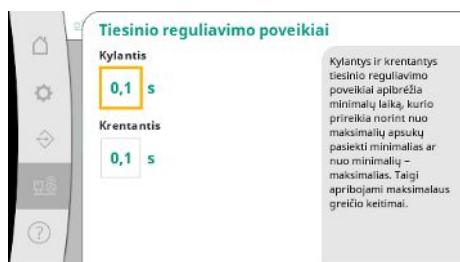 Tiesinio reguliavimo poveikiai
Kylantis
0,1 s
Krentantis
0,1 s
Kylantys ir krentantys
tiesinio reguliavimo
poveikiai apibrėžia
minimalų laiką, kurio
prireikia norint nuo
maksimalių apsukų
pasiekti minimalias ar
nuo minimalių –
maksimalias. Taigi
apribojami maksimalaus
greičio keitimai.